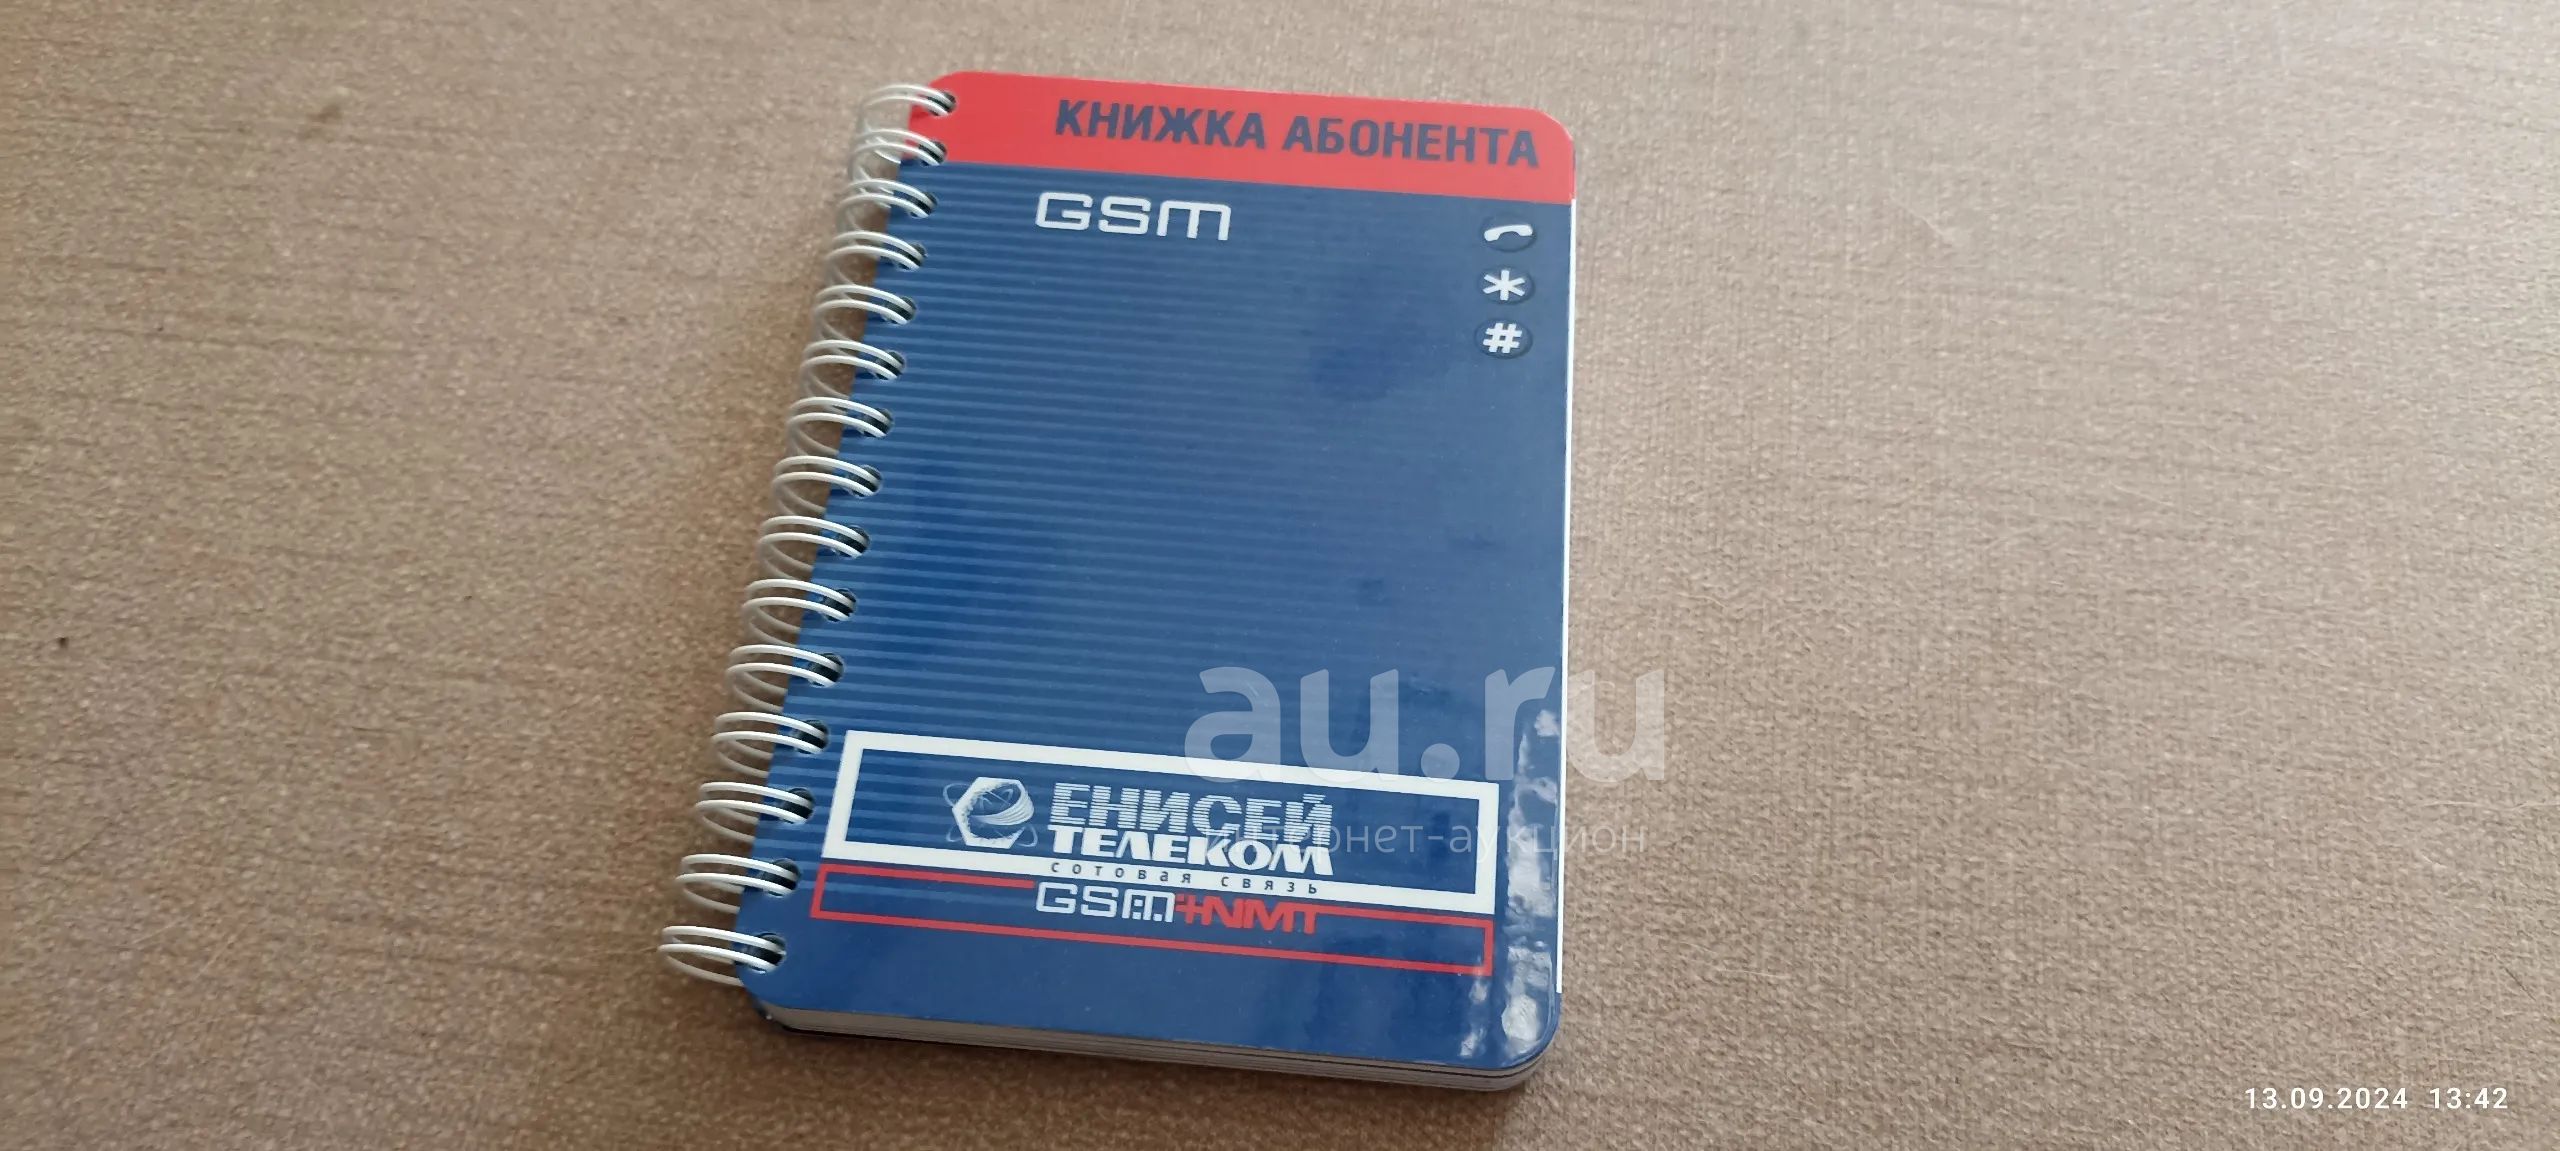 КНИЖКА АБОНЕНТА
GSM
*
#
au.ru
ЕНИСЕЙ
ТЕЛЕКОМ
интернет-аукцион
сотовая связь
GSM+NMT
13.09.2024 13:42